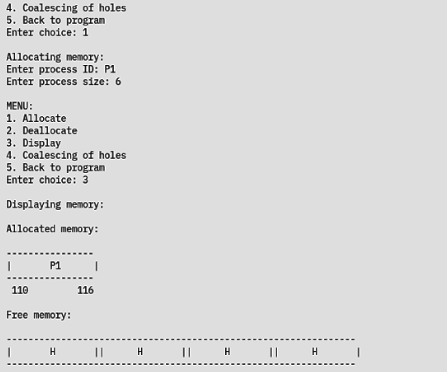 4. Coalescing of holes
5. Back to program
Enter choice: 1

Allocating memory:
Enter process ID: P1
Enter process size: 6

MENU:
1. Allocate
2. Deallocate
3. Display
4. Coalescing of holes
5. Back to program
Enter choice: 3

Displaying memory:

Allocated memory:

----------------
|       P1      |
----------------
 110         116

Free memory:

----------------------------------------------------------------
|       H       ||      H       ||      H       ||      H       |
----------------------------------------------------------------